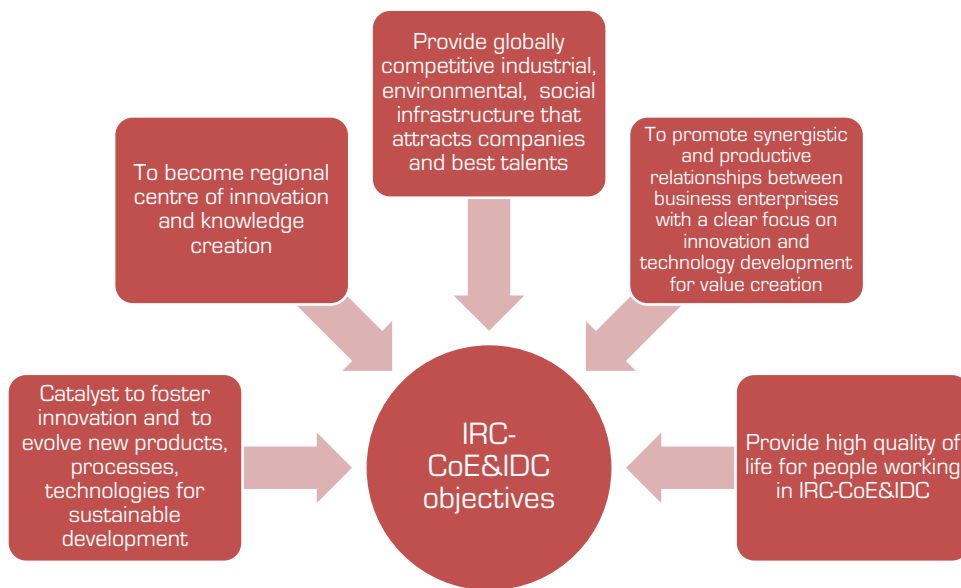 Provide globally
competitive industrial,
environmental, social
infrastructure that
attracts companies
and best talents
To become regional
centre of innovation
and knowledge
creation
To promote synergistic
and productive
relationships between
business enterprises
with a clear focus on
innovation and
technology development
for value creation
Catalyst to foster
innovation and to
evolve new products,
processes,
technologies for
sustainable
development
IRC-
CoE&IDC
objectives
Provide high quality of
life for people working
in IRC-CoE&IDC